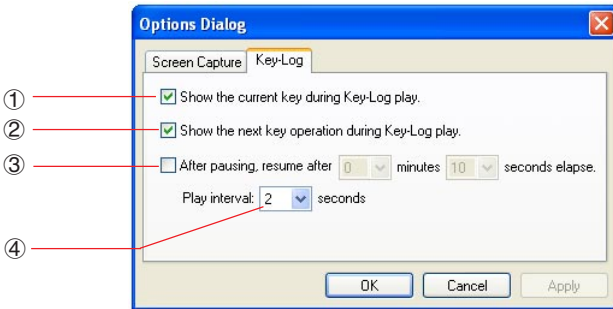 Options Dialog
Screen Capture Key-Log
① Show the current key during Key-Log play.
② Show the next key operation during Key-Log play.
③ After pausing, resume after 0 minutes 10 seconds elapse.
Play interval: 2 seconds
④
OK Cancel Apply